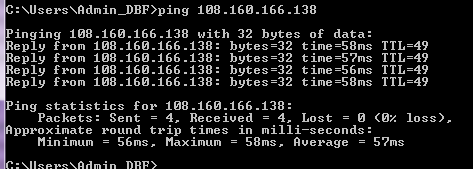 C:\Users\Admin_DBF>ping 108.160.166.138
Pinging 108.160.166.138 with 32 bytes of data:
Reply from 108.160.166.138: bytes=32 time=58ms TTL=49
Reply from 108.160.166.138: bytes=32 time=57ms TTL=49
Reply from 108.160.166.138: bytes=32 time=56ms TTL=49
Reply from 108.160.166.138: bytes=32 time=58ms TTL=49
Ping statistics for 108.160.166.138:
Packets: Sent = 4, Received = 4, Lost = 0 (0% loss),
Approximate round trip times in milli-seconds:
Minimum = 56ms, Maximum = 58ms, Average = 57ms
C:\Users\Admin_DBF>